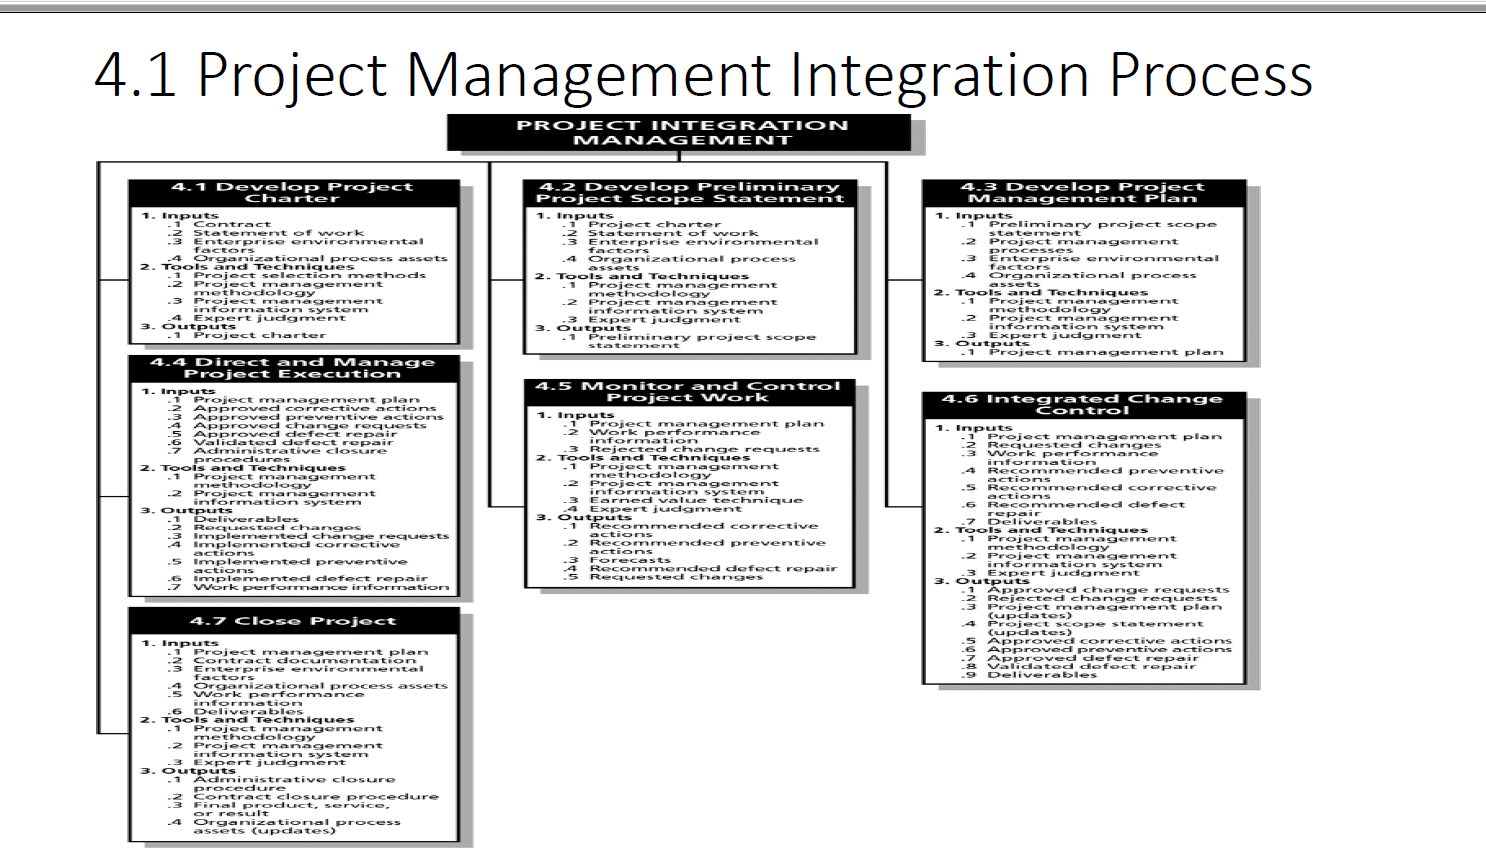 4.1 Project Management Integration Process
PROJECT INTEGRATION
MANAGEMENT
4.1 Develop Project
Charter
1. Inputs
.1 Contract
.2 Statement of work
.3 Enterprise environmental
factors
.4 Organizational process assets
2. Tools and Techniques
.1 Project selection methods
.2 Project management
methodology
.3 Project management
information system
.4 Expert judgment
3. Outputs
.1 Project charter
4.2 Develop Preliminary
Project Scope Statement
1. Inputs
.1 Project charter
.2 Statement of work
.3 Enterprise environmental
factors
.4 Organizational process
assets
2. Tools and Techniques
.1 Project management
methodology
.2 Project management
information system
.3 Expert judgment
3. Outputs
.1 Preliminary project scope
statement
4.3 Develop Project
Management Plan
1. Inputs
.1 Preliminary project scope
statement
.2 Project management
processes
.3 Enterprise environmental
factors
.4 Organizational process
assets
2. Tools and Techniques
.1 Project management
methodology
.2 Project management
information system
.3 Expert judgment
3. Outputs
.1 Project management plan
4.4 Direct and Manage
Project Execution
1. Inputs
.1 Project management plan
.2 Approved corrective actions
.3 Approved preventive actions
.4 Approved change requests
.5 Approved defect repair
.6 Validated defect repair
.7 Administrative closure
procedures
2. Tools and Techniques
.1 Project management
methodology
.2 Project management
information system
3. Outputs
.1 Deliverables
.2 Requested changes
.3 Implemented change requests
.4 Implemented corrective
actions
.5 Implemented preventive
actions
.6 Implemented defect repair
.7 Work performance information
4.5 Monitor and Control
Project Work
1. Inputs
.1 Project management plan
.2 Work performance
information
.3 Rejected change requests
2. Tools and Techniques
.1 Project management
methodology
.2 Project management
information system
.3 Earned value technique
.4 Expert judgment
3. Outputs
.1 Recommended corrective
actions
.2 Recommended preventive
actions
.3 Forecasts
.4 Recommended defect repair
.5 Requested changes
4.6 Integrated Change
Control
1. Inputs
.1 Project management plan
.2 Requested changes
.3 Work performance
information
.4 Recommended preventive
actions
.5 Recommended corrective
actions
.6 Recommended defect
repair
.7 Deliverables
2. Tools and Techniques
.1 Project management
methodology
.2 Project management
information system
.3 Expert judgment
3. Outputs
.1 Approved change requests
.2 Rejected change requests
.3 Project management plan
(updates)
.4 Project scope statement
(updates)
.5 Approved corrective actions
.6 Approved preventive actions
.7 Approved defect repair
.8 Validated defect repair
.9 Deliverables
4.7 Close Project
1. Inputs
.1 Project management plan
.2 Contract documentation
.3 Enterprise environmental
factors
.4 Organizational process assets
.5 Work performance
information
.6 Deliverables
2. Tools and Techniques
.1 Project management
methodology
.2 Project management
information system
.3 Expert judgment
3. Outputs
.1 Administrative closure
procedure
.2 Contract closure procedure
.3 Final product, service,
or result
.4 Organizational process
assets (updates)